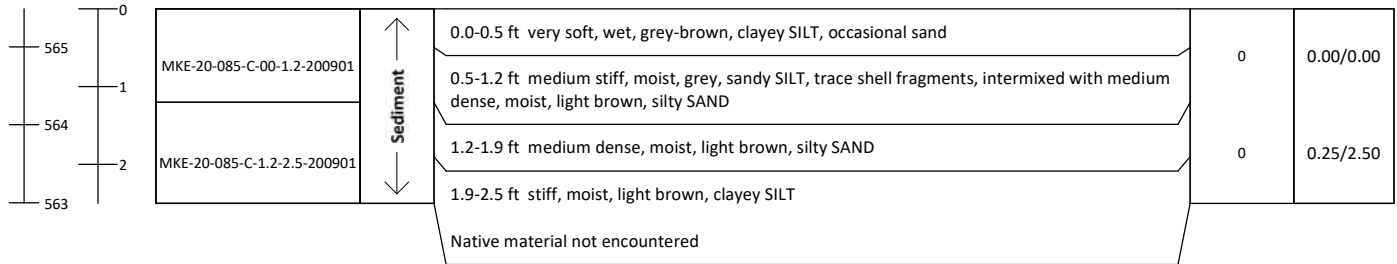 0
565
MKE-20-085-C-00-1.2-200901
1
564
MKE-20-085-C-1.2-2.5-200901
2
563
Sediment
0.0-0.5 ft very soft, wet, grey-brown, clayey SILT, occasional sand
0.5-1.2 ft medium stiff, moist, grey, sandy SILT, trace shell fragments, intermixed with medium
dense, moist, light brown, silty SAND
1.2-1.9 ft medium dense, moist, light brown, silty SAND
1.9-2.5 ft stiff, moist, light brown, clayey SILT
Native material not encountered
0
0.00/0.00
0
0.25/2.50